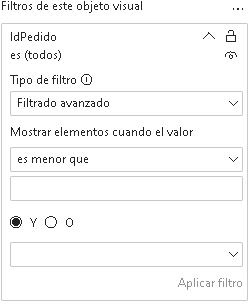 Filtros de este objeto visual ...
IdPedido
es (todos)
Tipo de filtro
Filtrado avanzado
Mostrar elementos cuando el valor
es menor que
Y O
Aplicar filtro